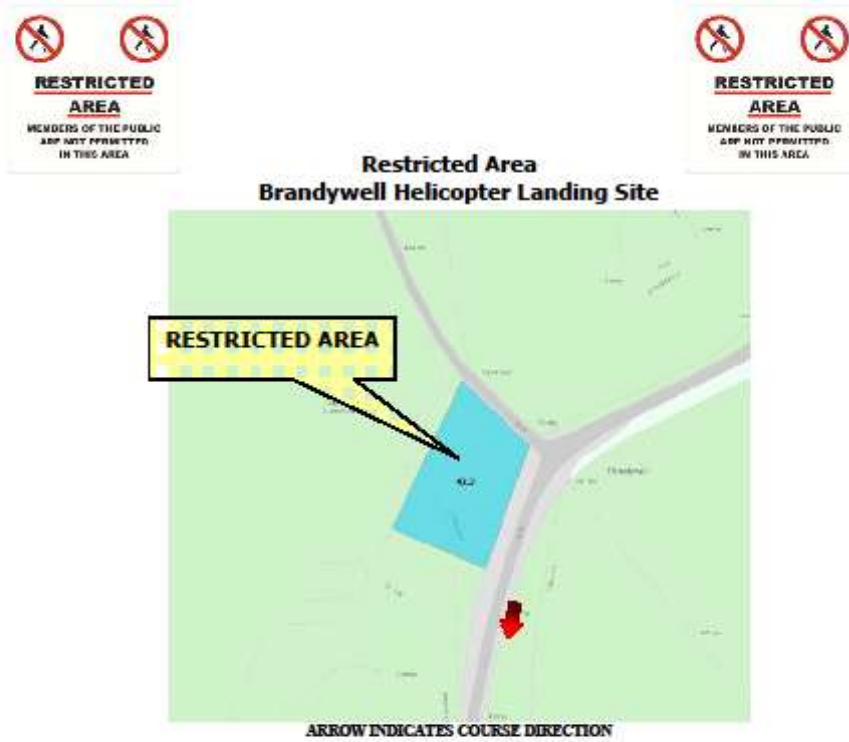 RESTRICTED
AREA
MEMBERS OF THE PUBLIC
ARE NOT PERMITTED
IN THIS AREA
RESTRICTED
AREA
MEMBERS OF THE PUBLIC
ARE NOT PERMITTED
IN THIS AREA
Restricted Area
Brandywell Helicopter Landing Site
RESTRICTED AREA
ARROW INDICATES COURSE DIRECTION